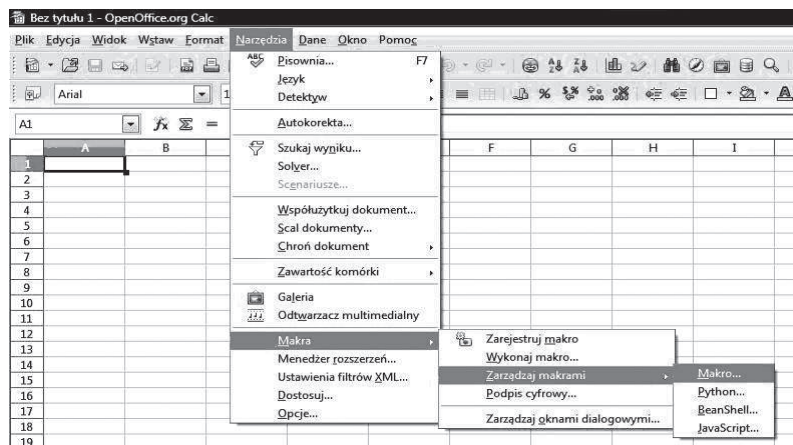 Bez tytułu 1 - OpenOffice.org Calc
Plik Edycja Widok Wstaw Format Narzędzia Dane Okno Pomoc
Pisownia... F7
Język
Arial
Detektyw
A1
Autokorekta...
A B F G H I
Szukaj wyniku...
Solver...
Scenariusze...
Współużytkuj dokument...
Scal dokumenty...
Chroń dokument
Zawartość komórki
Galeria
Odtwarzacz multimedialny
Makra
Menedżer rozszerzeń...
Ustawienia filtrów XML...
Dostosuj...
Opcje...
Zarejestruj makro
Wykonaj makro...
Zarządzaj makrami
Podpis cyfrowy...
Zarządzaj oknami dialogowymi...
Makro...
Python...
BeanShell...
JavaScript...
1
2
3
4
5
6
7
8
9
10
11
12
13
14
15
16
17
18
19